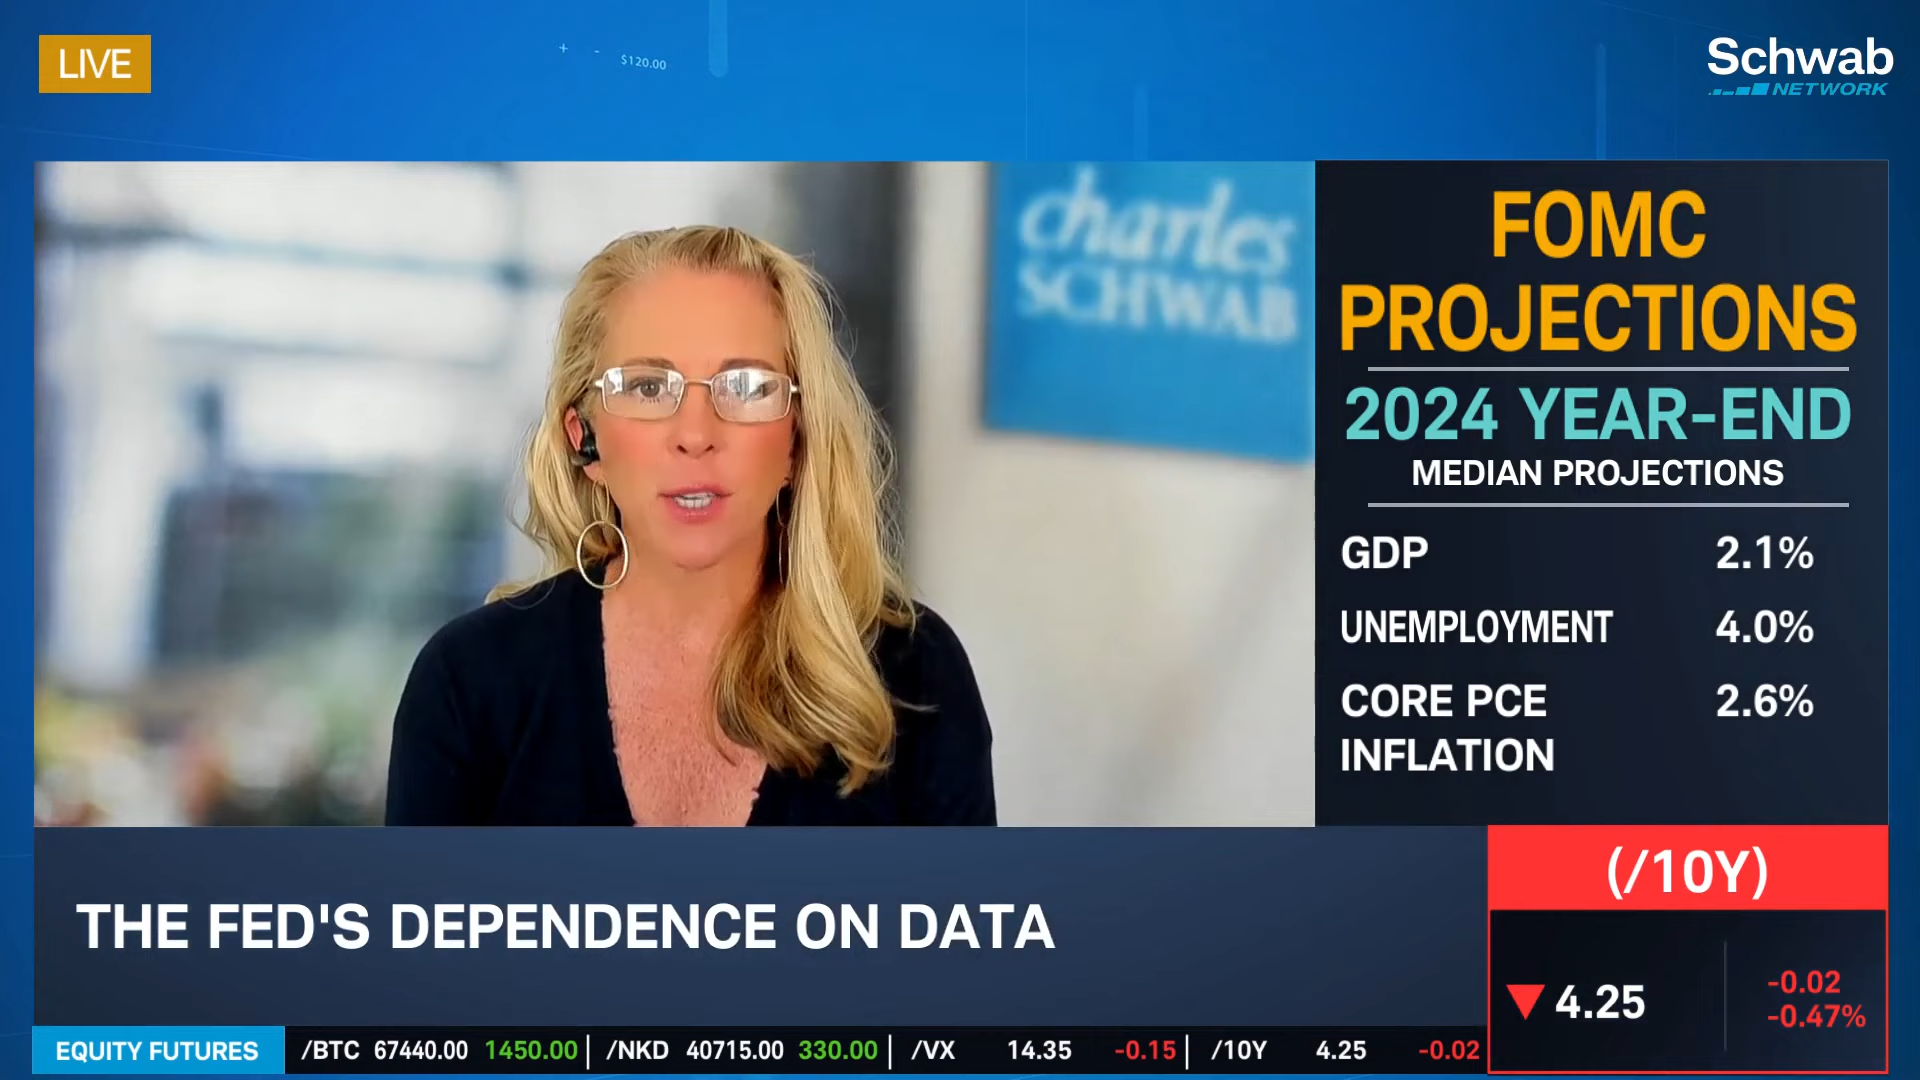 LIVE
+ - $120.00
Schwab
NETWORK
charles
SCHWAB
FOMC
PROJECTIONS
2024 YEAR-END
MEDIAN PROJECTIONS
GDP 2.1%
UNEMPLOYMENT 4.0%
CORE PCE 2.6%
INFLATION
THE FED'S DEPENDENCE ON DATA
(/10Y)
▼ 4.25 -0.02
-0.47%
EQUITY FUTURES /BTC 67440.00 1450.00 | /NKD 40715.00 330.00 | /VX 14.35 -0.15 | /10Y 4.25 -0.02